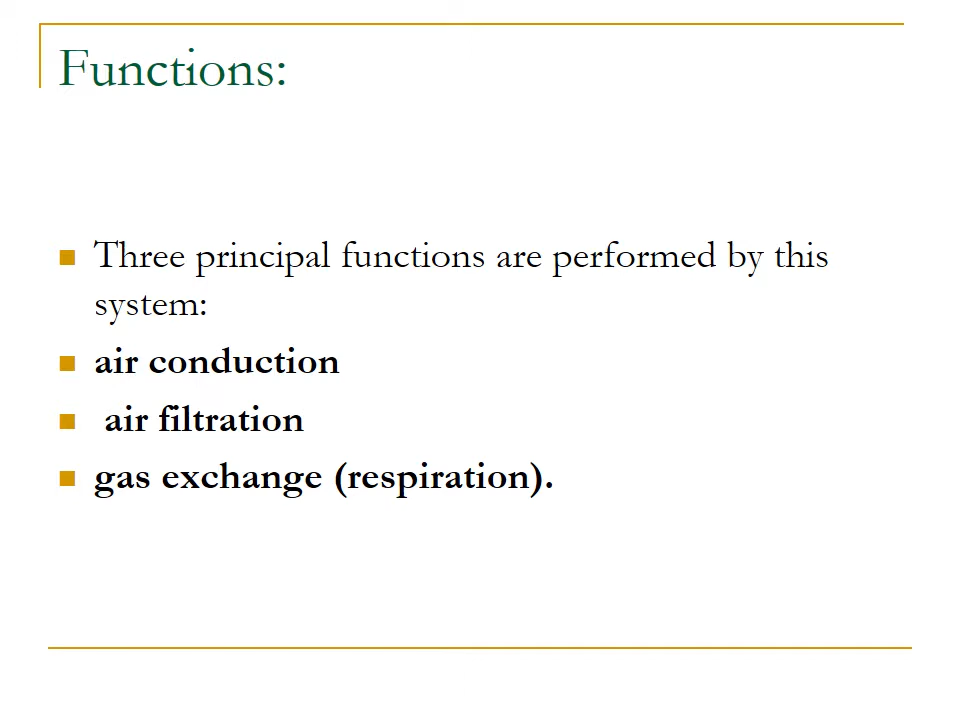 Functions:
Three principal functions are performed by this
system:
air conduction
air filtration
gas exchange (respiration).